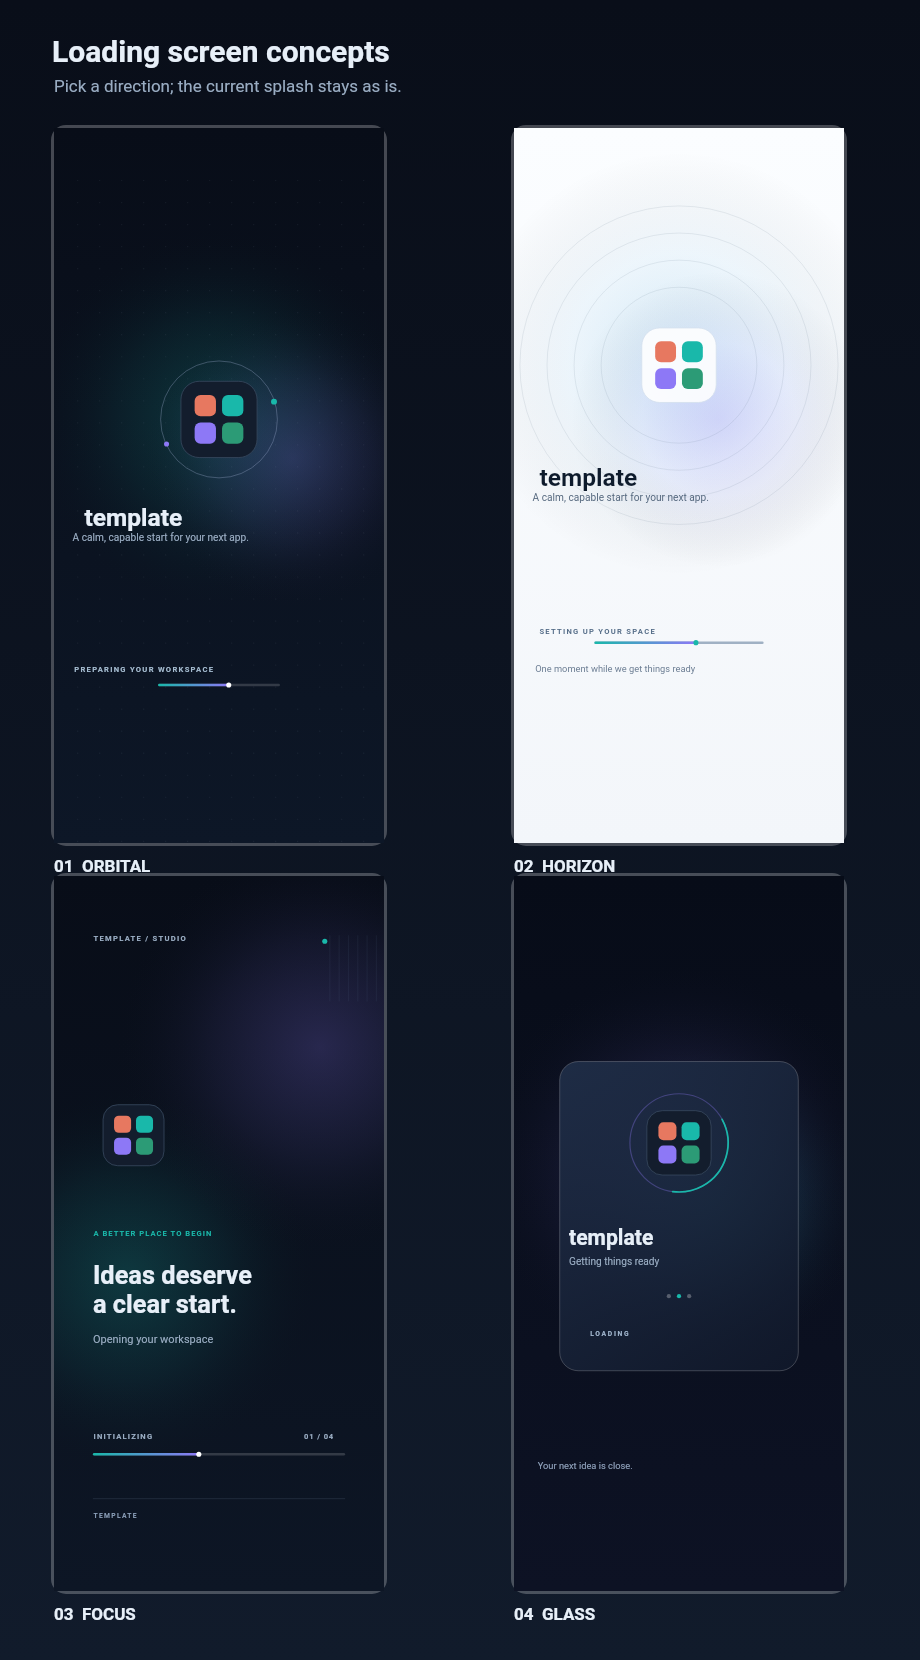 Loading screen concepts
Pick a direction; the current splash stays as is.
template
A calm, capable start for your next app.
PREPARING YOUR WORKSPACE
01 ORBITAL
template
A calm, capable start for your next app.
SETTING UP YOUR SPACE
One moment while we get things ready
02 HORIZON
TEMPLATE / STUDIO
A BETTER PLACE TO BEGIN
Ideas deserve
a clear start.
Opening your workspace
INITIALIZING 01 / 04
TEMPLATE
03 FOCUS
template
Getting things ready
LOADING
Your next idea is close.
04 GLASS